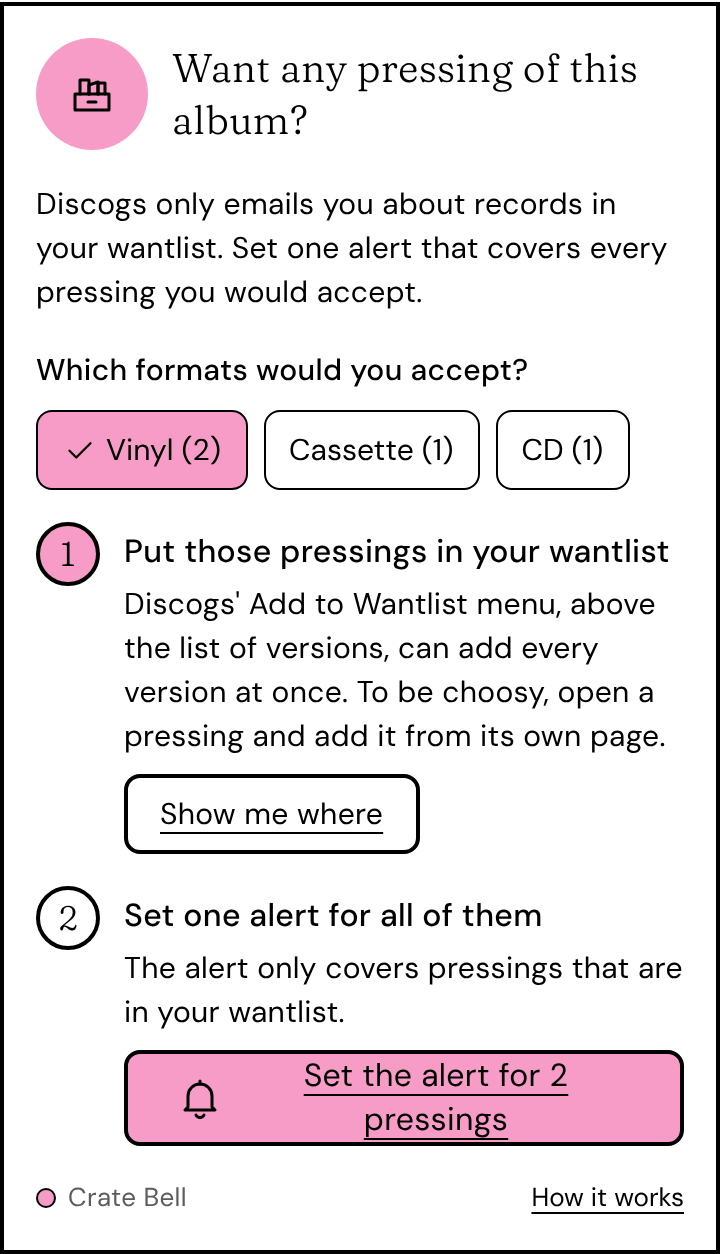 Want any pressing of this
album?
Discogs only emails you about records in
your wantlist. Set one alert that covers every
pressing you would accept.
Which formats would you accept?
Vinyl (2)
Cassette (1)
CD (1)
1
Put those pressings in your wantlist
Discogs' Add to Wantlist menu, above
the list of versions, can add every
version at once. To be choosy, open a
pressing and add it from its own page.
Show me where
2
Set one alert for all of them
The alert only covers pressings that are
in your wantlist.
Set the alert for 2
pressings
Crate Bell
How it works